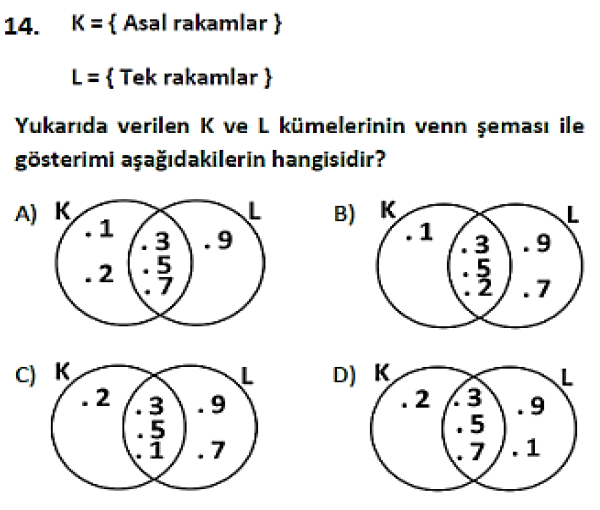 14. K = { Asal rakamlar }
L = { Tek rakamlar }
Yukarıda verilen K ve L kümelerinin venn şeması ile
gösterimi aşağıdakilerin hangisidir?
A) K L
. 1 . 3 . 9
. 2 . 5
. 7
B) K L
. 1 . 3 . 9
. 5
. 2 . 7
C) K L
. 2 . 3 . 9
. 5
. 1 . 7
D) K L
. 2 . 3 . 9
. 5
. 7 . 1